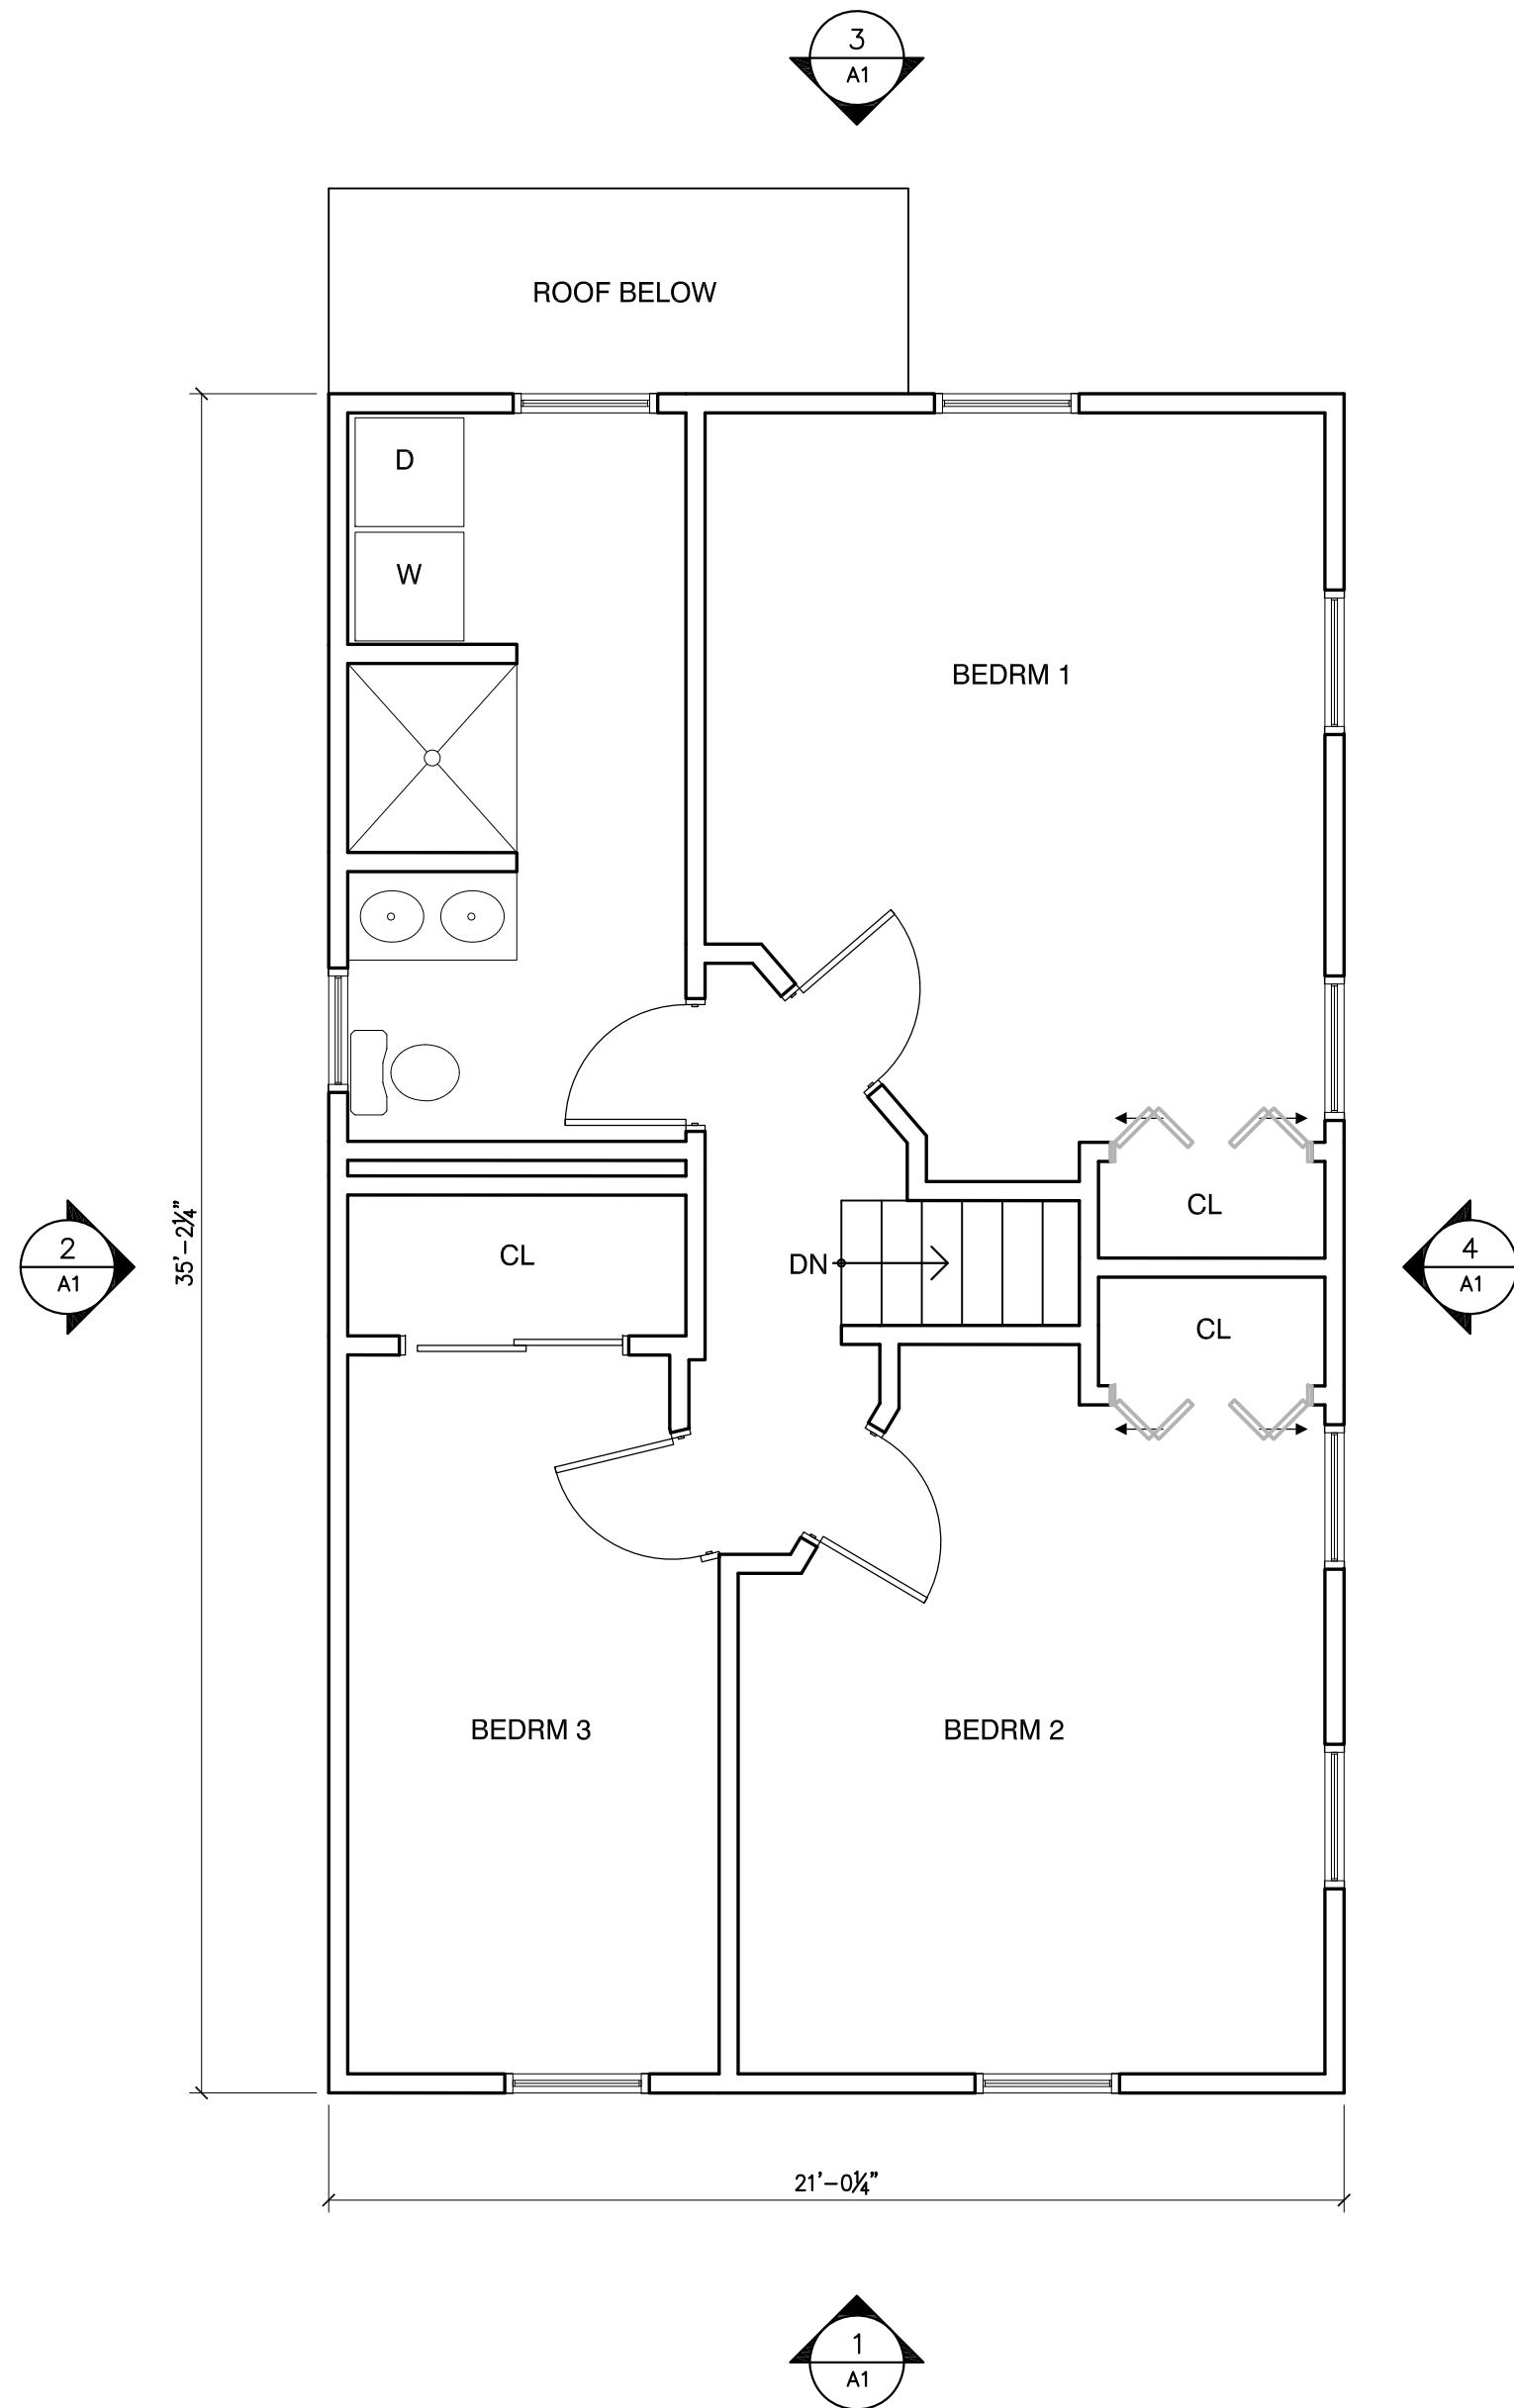 3
A1
ROOF BELOW
D
W
BEDRM 1
CL
35'-2¼"
2
A1
CL
DN
4
A1
CL
BEDRM 3
BEDRM 2
21'-0¼"
1
A1